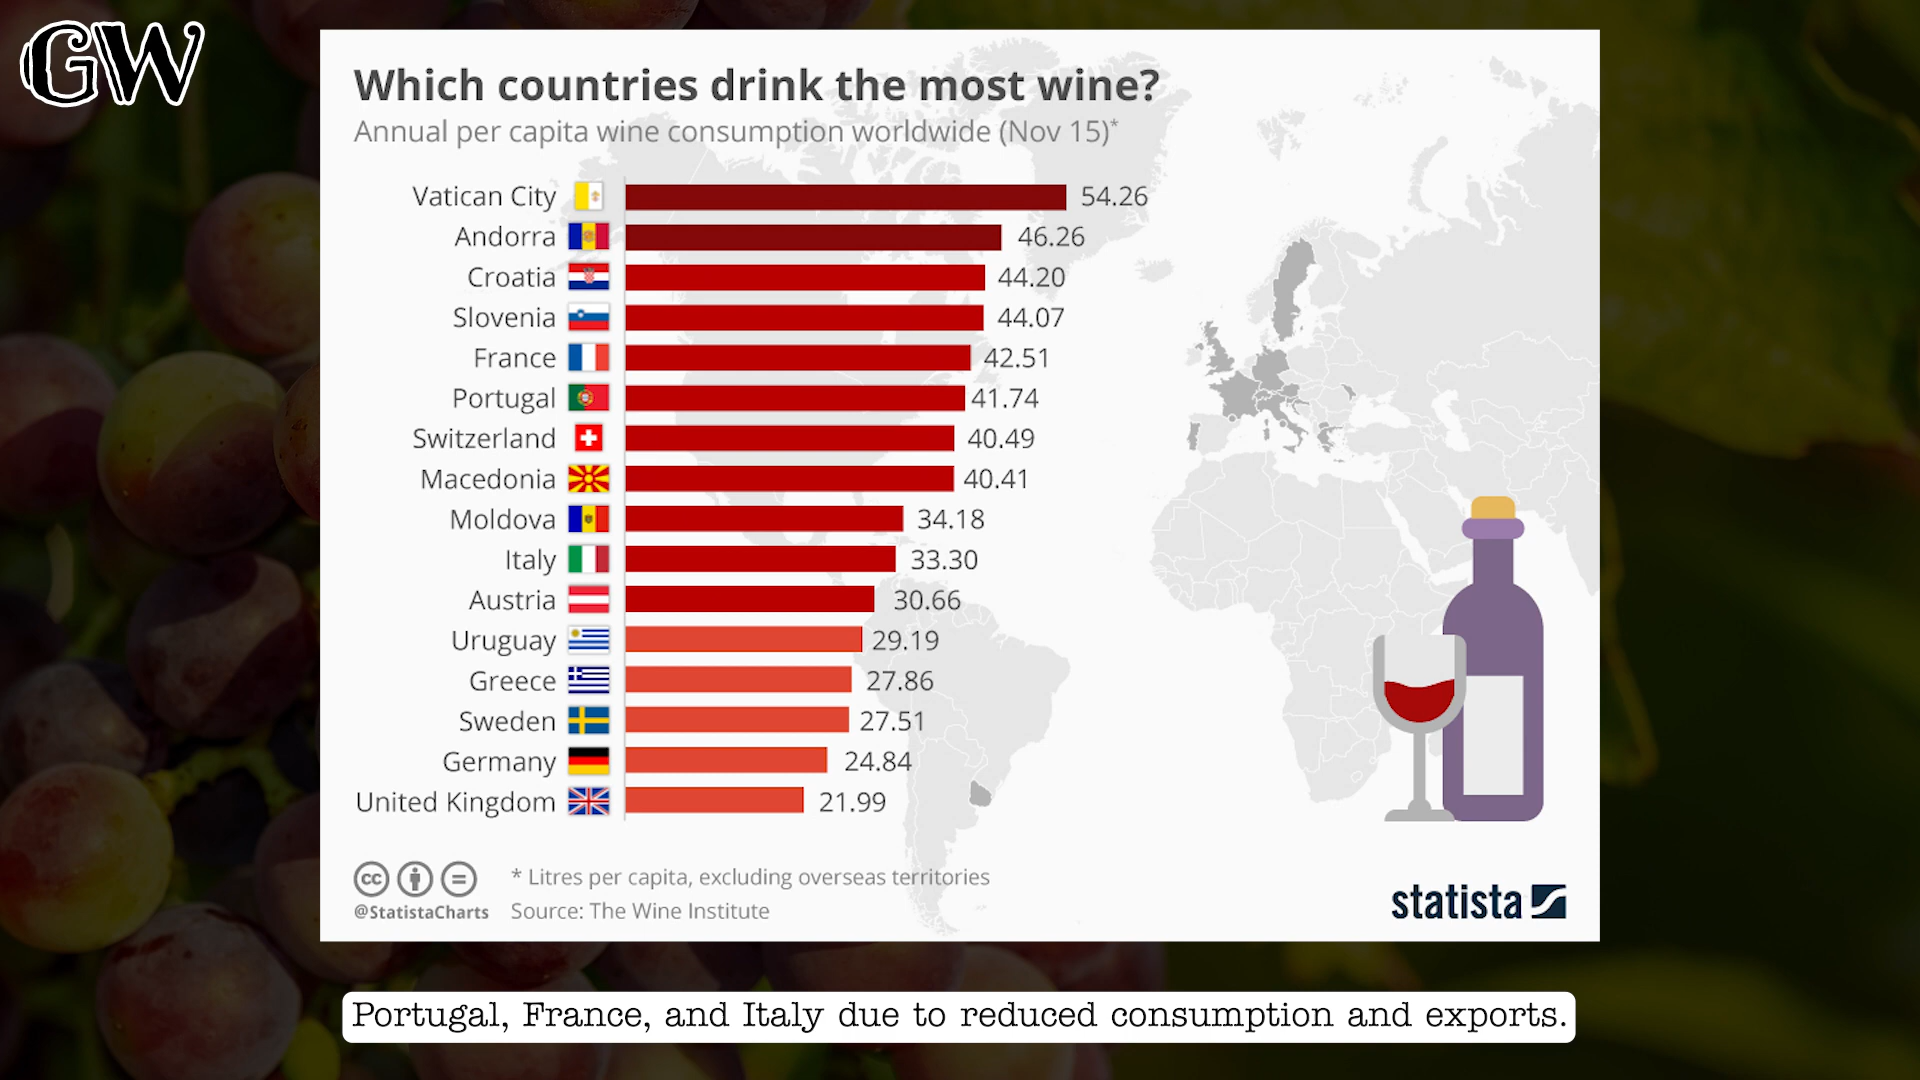 GW
Which countries drink the most wine?
Annual per capita wine consumption worldwide (Nov 15)*
Vatican City 54.26
Andorra 46.26
Croatia 44.20
Slovenia 44.07
France 42.51
Portugal 41.74
Switzerland 40.49
Macedonia 40.41
Moldova 34.18
Italy 33.30
Austria 30.66
Uruguay 29.19
Greece 27.86
Sweden 27.51
Germany 24.84
United Kingdom 21.99
cc
* Litres per capita, excluding overseas territories
@StatistaCharts Source: The Wine Institute
statista
Portugal, France, and Italy due to reduced consumption and exports.